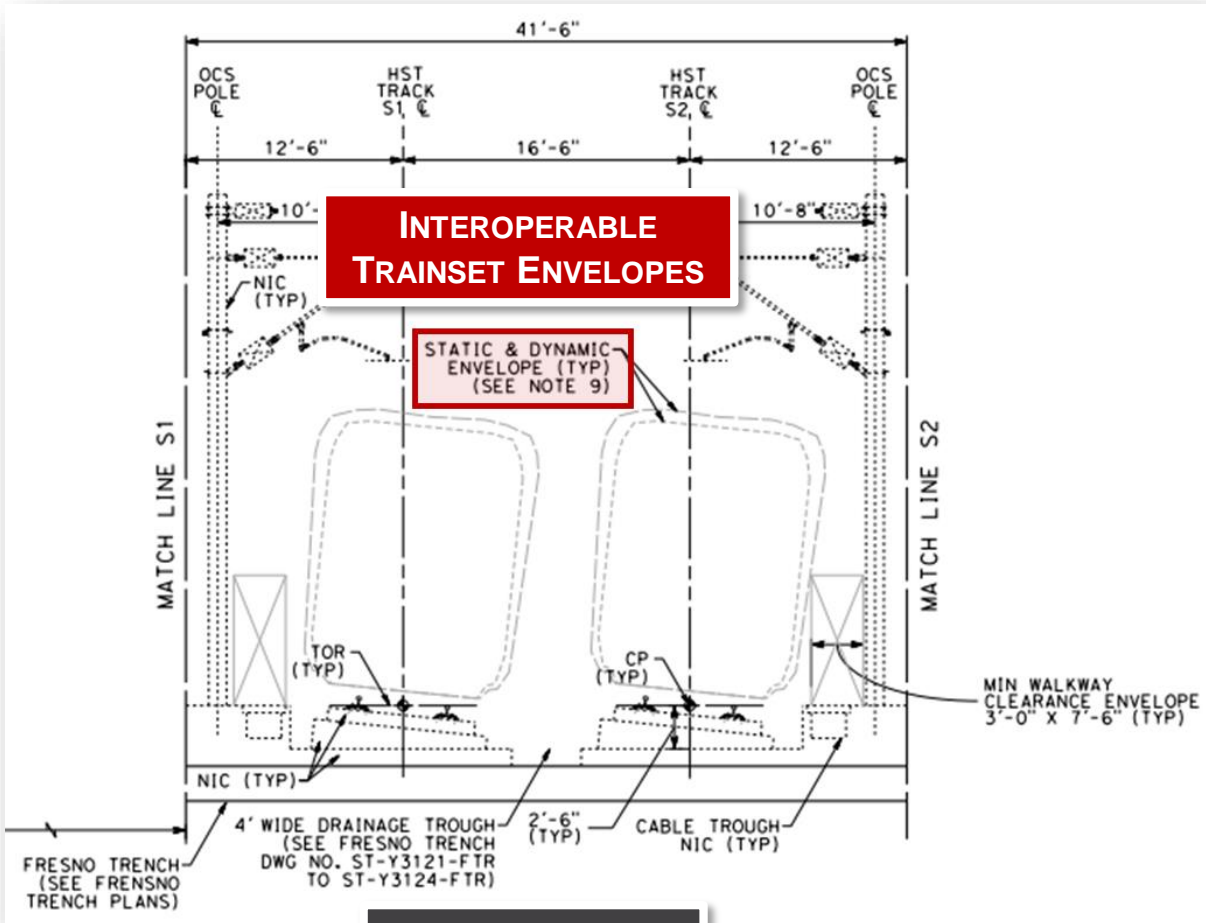 41'-6"
OCS
POLE
℄
HST
TRACK
S1 ℄
HST
TRACK
S2 ℄
OCS
POLE
℄
12'-6"
16'-6"
12'-6"
10'-
10'-8"
INTEROPERABLE
TRAINSET ENVELOPES
NIC
(TYP)
STATIC & DYNAMIC
ENVELOPE (TYP)
(SEE NOTE 9)
MATCH LINE S1
MATCH LINE S2
TOR
(TYP)
CP
(TYP)
MIN WALKWAY
CLEARANCE ENVELOPE
3'-0" X 7'-6" (TYP)
NIC (TYP)
4' WIDE DRAINAGE TROUGH
(SEE FRESNO TRENCH
DWG NO. ST-Y3121-FTR
TO ST-Y3124-FTR)
2'-6"
(TYP)
CABLE TROUGH
NIC (TYP)
FRESNO TRENCH
(SEE FRENSNO
TRENCH PLANS)